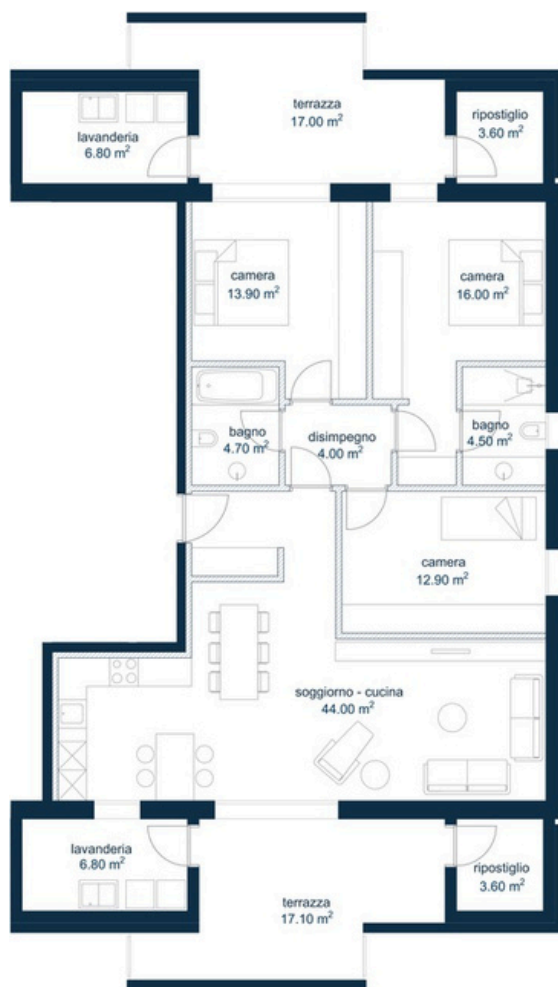 terrazza
17.00 m²
ripostiglio
3.60 m²
lavanderia
6.80 m²
camera
13.90 m²
camera
16.00 m²
bagno
4.70 m²
disimpegno
4.00 m²
bagno
4.50 m²
camera
12.90 m²
soggiorno - cucina
44.00 m²
lavanderia
6.80 m²
ripostiglio
3.60 m²
terrazza
17.10 m²